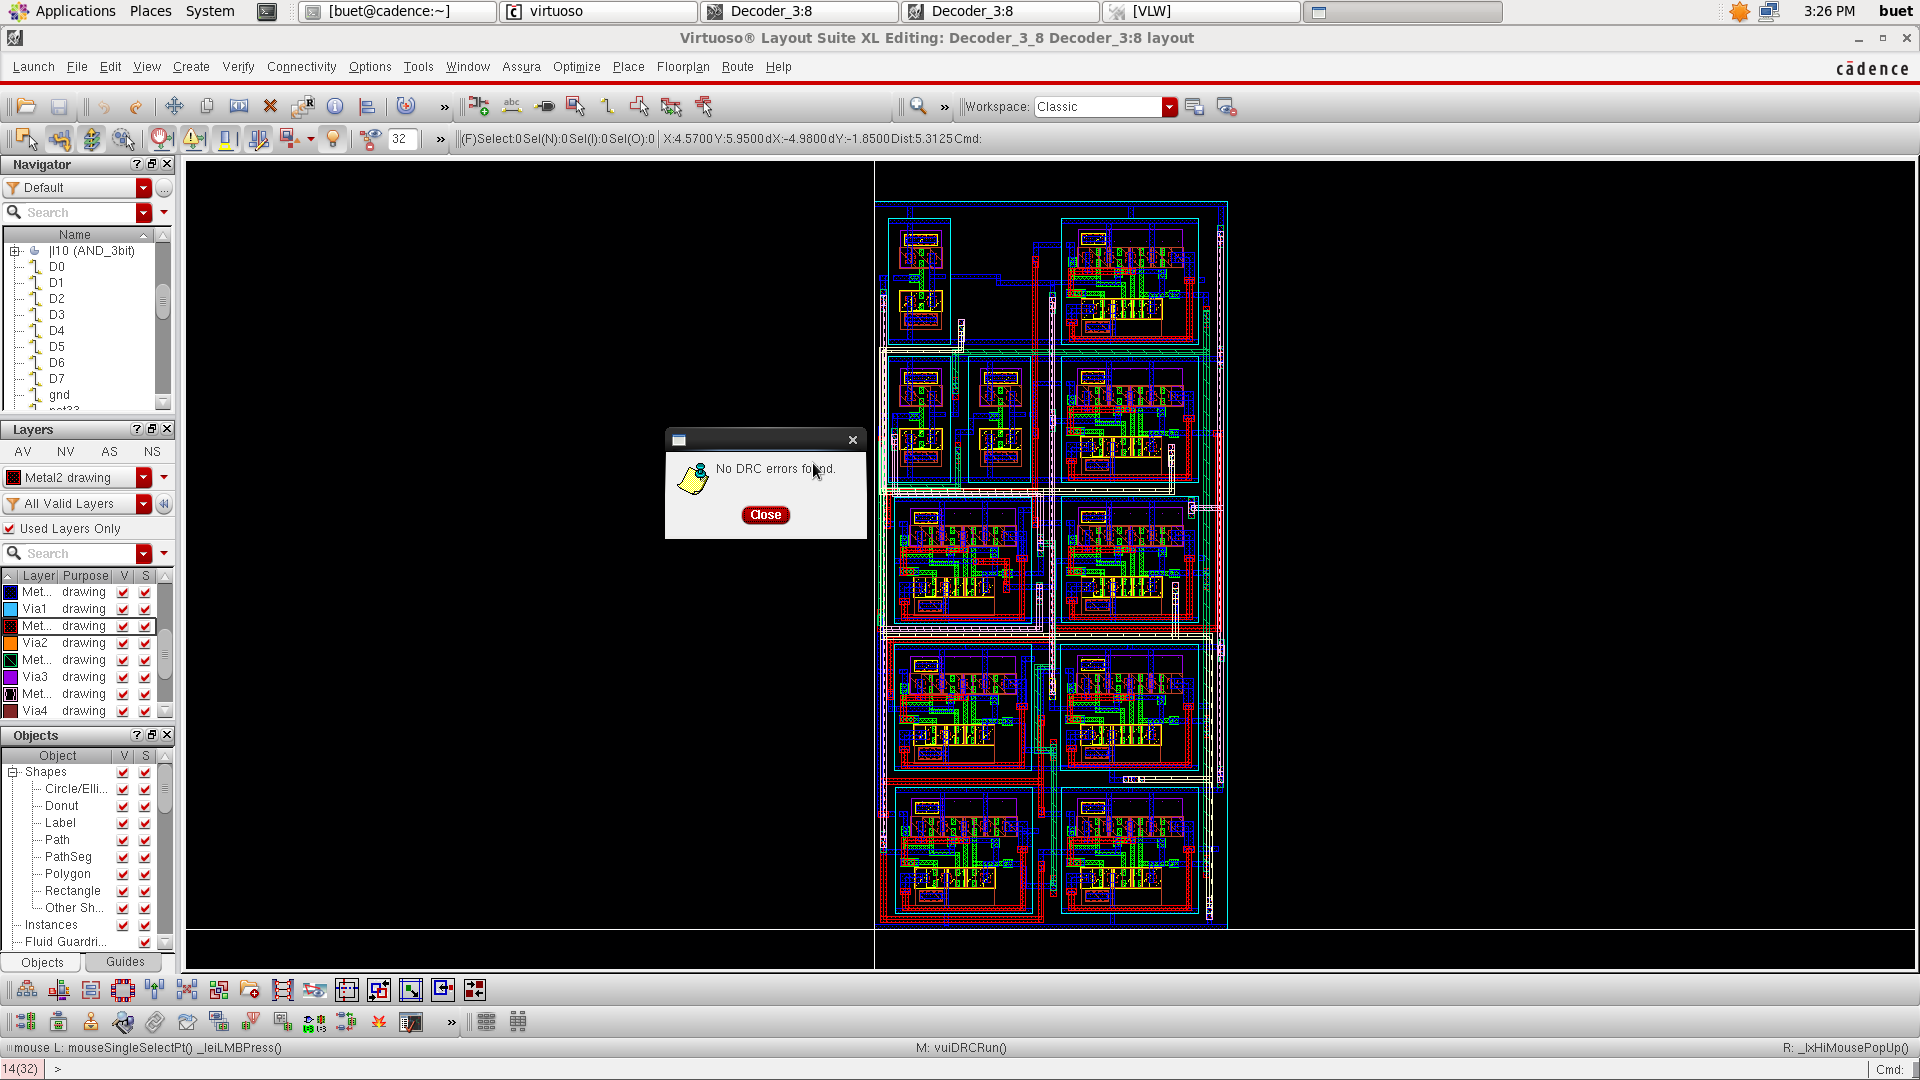 Applications Places System [buet@cadence:~] virtuoso Decoder_3:8 Decoder_3:8 [VLW] 3:26 PM buet
Virtuoso® Layout Suite XL Editing: Decoder_3_8 Decoder_3:8 layout
Launch File Edit View Create Verify Connectivity Options Tools Window Assura Optimize Place Floorplan Route Help cādence
abc Workspace: Classic
32 (F)Select:0 Sel(N):0 Sel(I):0 Sel(O):0 X:4.5700 Y:5.9500 dX:-4.9800 dY:-1.8500 Dist:5.3125 Cmd:
Navigator
Default
Search
Name
|I10 (AND_3bit)
D0
D1
D2
D3
D4
D5
D6
D7
gnd
Layers
AV NV AS NS
Metal2 drawing
All Valid Layers
Used Layers Only
Search
Layer Purpose V S
Met... drawing
Via1 drawing
Met... drawing
Via2 drawing
Met... drawing
Via3 drawing
Met... drawing
Via4 drawing
Objects
Object V S
Shapes
Circle/Elli...
Donut
Label
Path
PathSeg
Polygon
Rectangle
Other Sh...
Instances
Fluid Guardri...
Objects Guides
No DRC errors found.
Close
mouse L: mouseSingleSelectPt() _leiLMBPress() M: vuiDRCRun() R: _lxHiMousePopUp()
14(32) > Cmd: